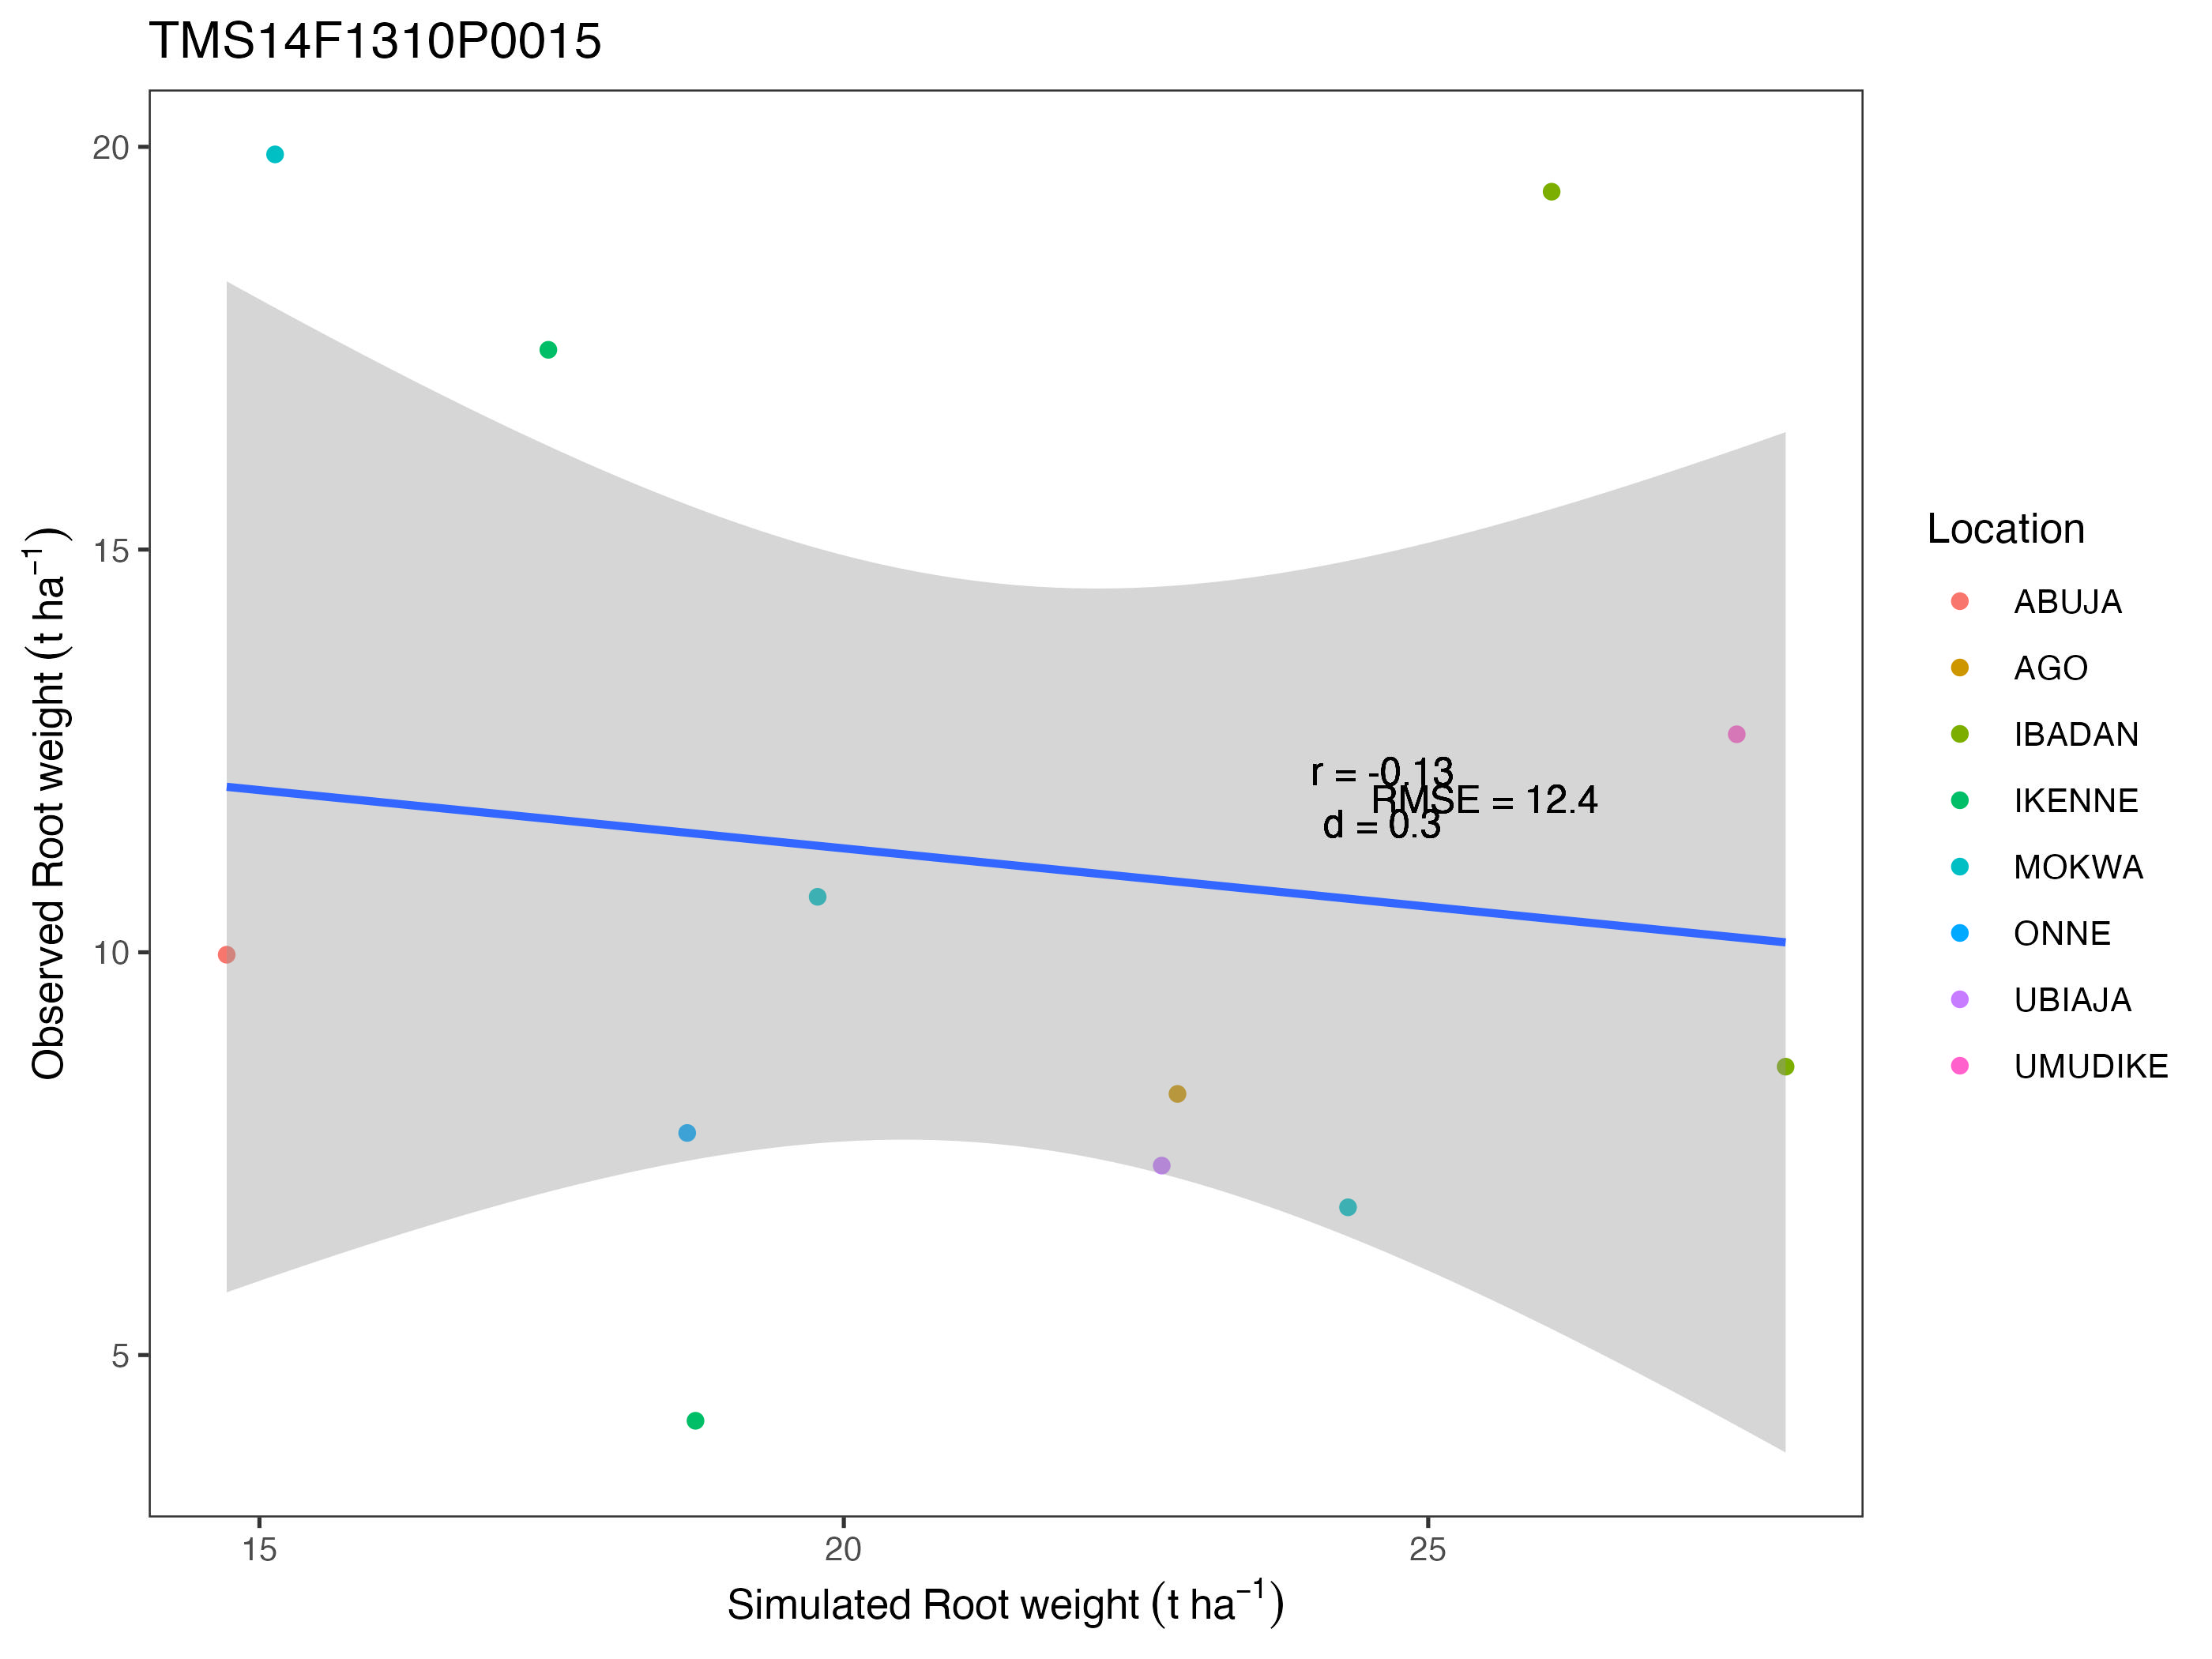 TMS14F1310P0015
20
15
10
5
Observed Root weight (t ha⁻¹)
r = -0.13
RMSE = 12.4
d = 0.3
15
20
25
Simulated Root weight (t ha⁻¹)
Location
ABUJA
AGO
IBADAN
IKENNE
MOKWA
ONNE
UBIAJA
UMUDIKE